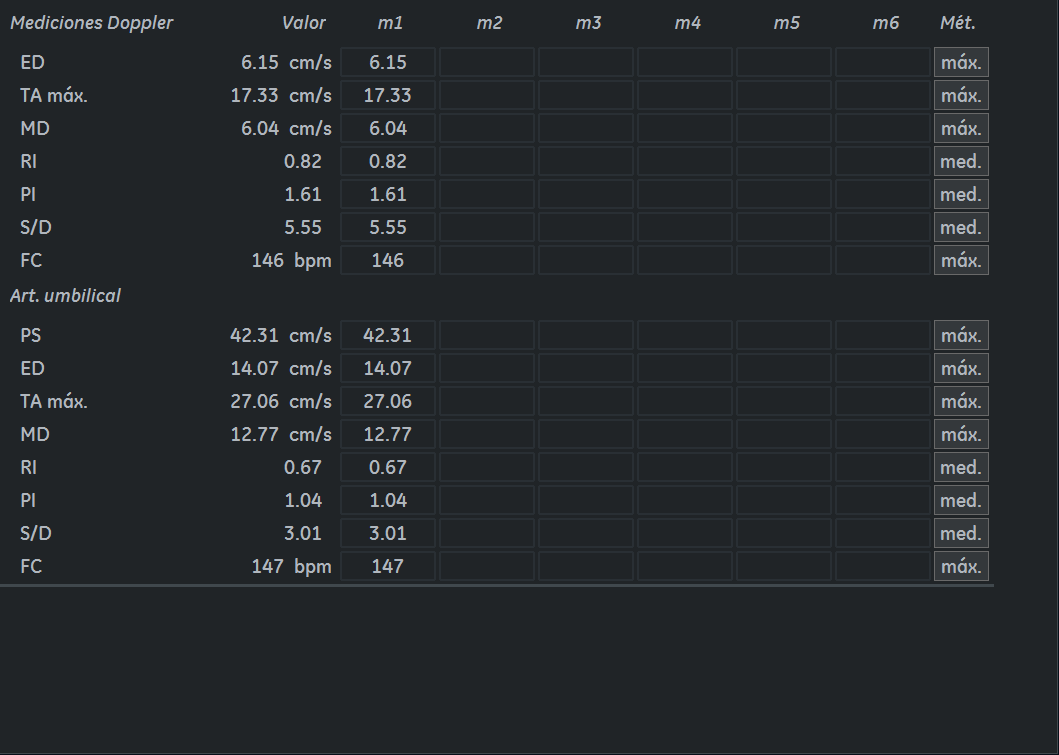 Mediciones Doppler Valor m1 m2 m3 m4 m5 m6 Mét.
ED 6.15 cm/s 6.15 máx.
TA máx. 17.33 cm/s 17.33 máx.
MD 6.04 cm/s 6.04 máx.
RI 0.82 0.82 med.
PI 1.61 1.61 med.
S/D 5.55 5.55 med.
FC 146 bpm 146 máx.
Art. umbilical
PS 42.31 cm/s 42.31 máx.
ED 14.07 cm/s 14.07 máx.
TA máx. 27.06 cm/s 27.06 máx.
MD 12.77 cm/s 12.77 máx.
RI 0.67 0.67 med.
PI 1.04 1.04 med.
S/D 3.01 3.01 med.
FC 147 bpm 147 máx.